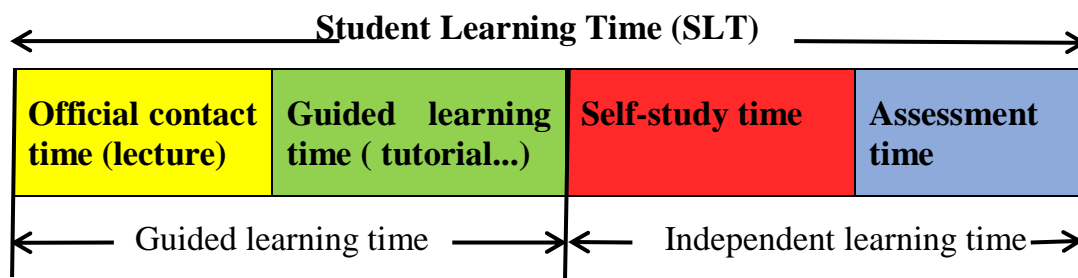 Student Learning Time (SLT)
Official contact time (lecture)
Guided learning time ( tutorial...)
Self-study time
Assessment time
Guided learning time
Independent learning time